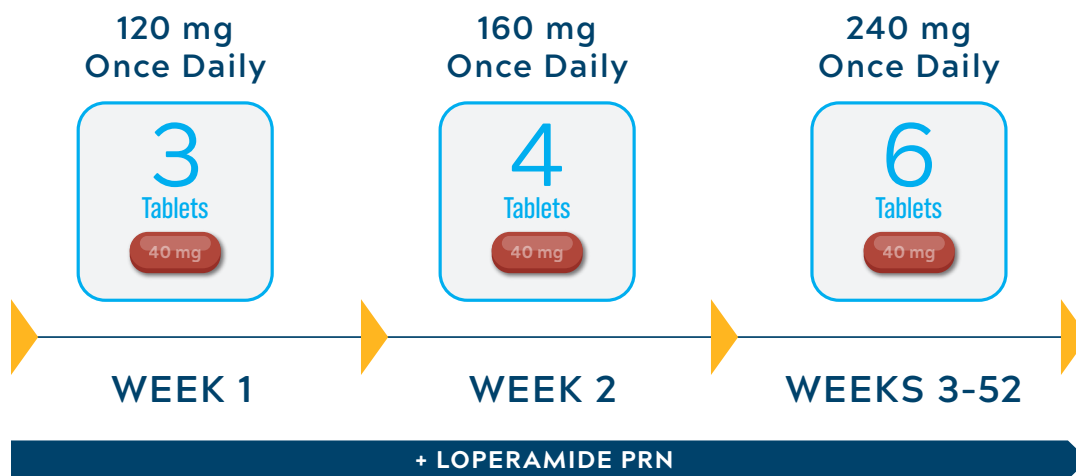 120 mg
Once Daily
3
Tablets
40 mg
WEEK 1
160 mg
Once Daily
4
Tablets
40 mg
WEEK 2
240 mg
Once Daily
6
Tablets
40 mg
WEEKS 3-52
+ LOPERAMIDE PRN